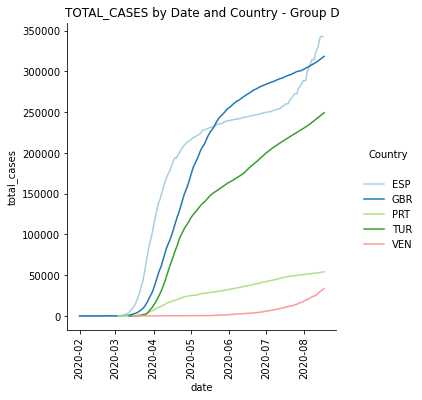 TOTAL_CASES by Date and Country - Group D
350000
300000
250000
200000
150000
100000
50000
0
total_cases
2020-02
2020-03
2020-04
2020-05
2020-06
2020-07
2020-08
date
Country
ESP
GBR
PRT
TUR
VEN